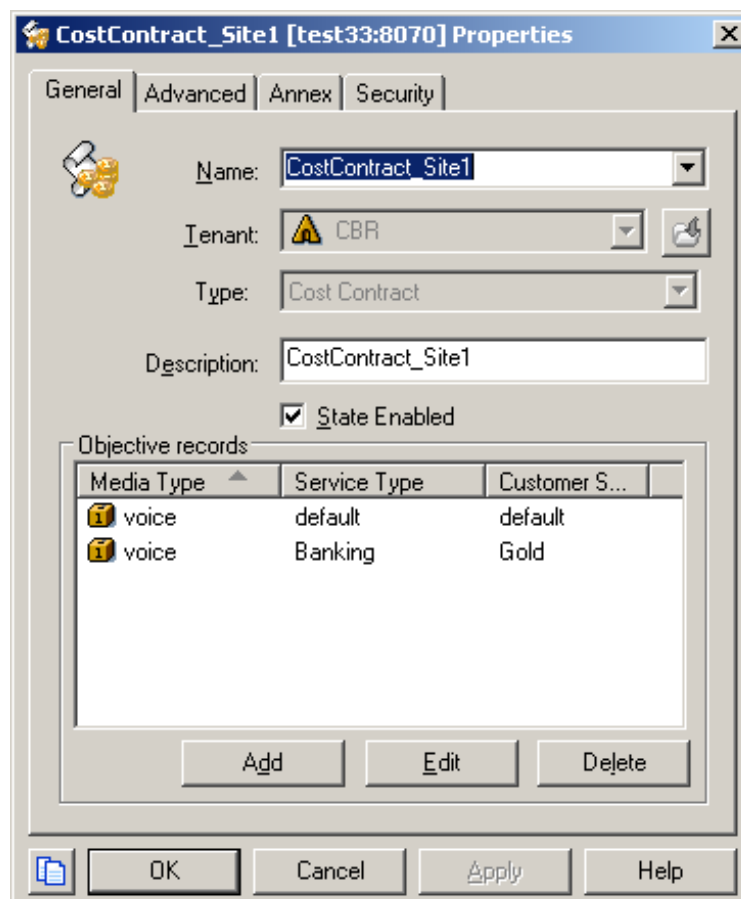 CostContract_Site1 [test33:8070] Properties
General Advanced Annex Security
Name: CostContract_Site1
Tenant: CBR
Type: Cost Contract
Description: CostContract_Site1
State Enabled
Objective records
Media Type Service Type Customer S...
voice default default
voice Banking Gold
Add Edit Delete
OK Cancel Apply Help